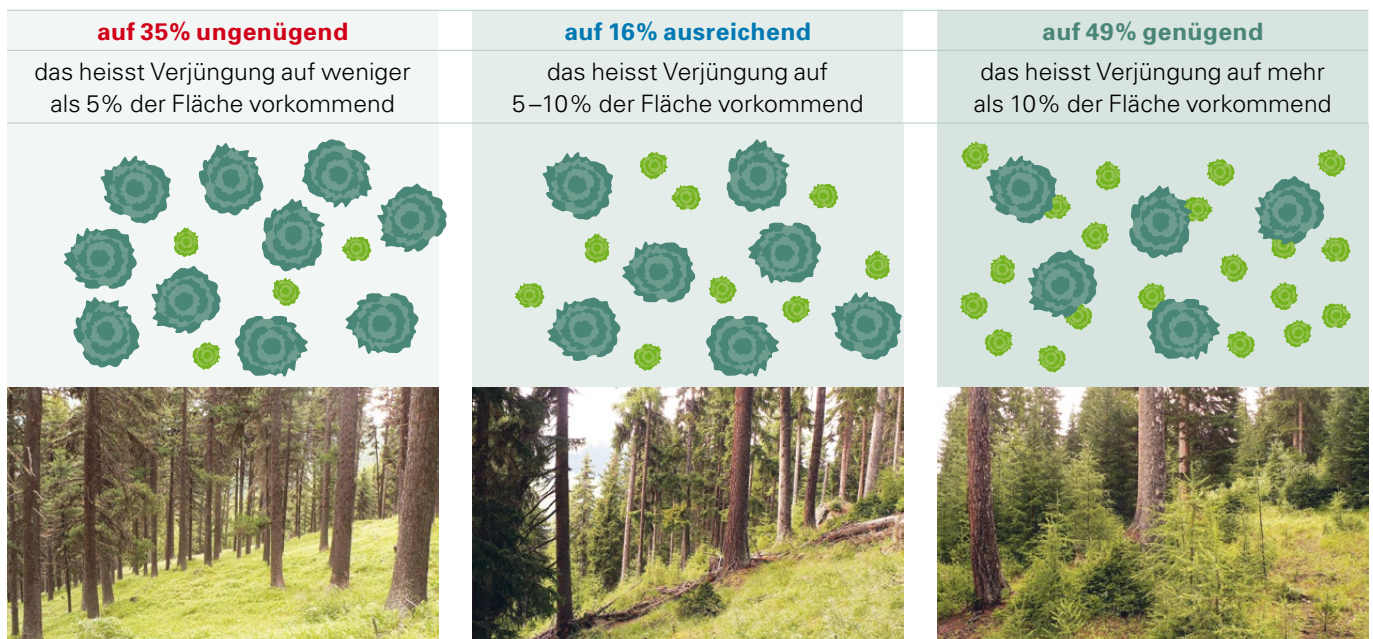 auf 35% ungenügend
das heisst Verjüngung auf weniger
als 5% der Fläche vorkommend
auf 16% ausreichend
das heisst Verjüngung auf
5–10% der Fläche vorkommend
auf 49% genügend
das heisst Verjüngung auf mehr
als 10% der Fläche vorkommend